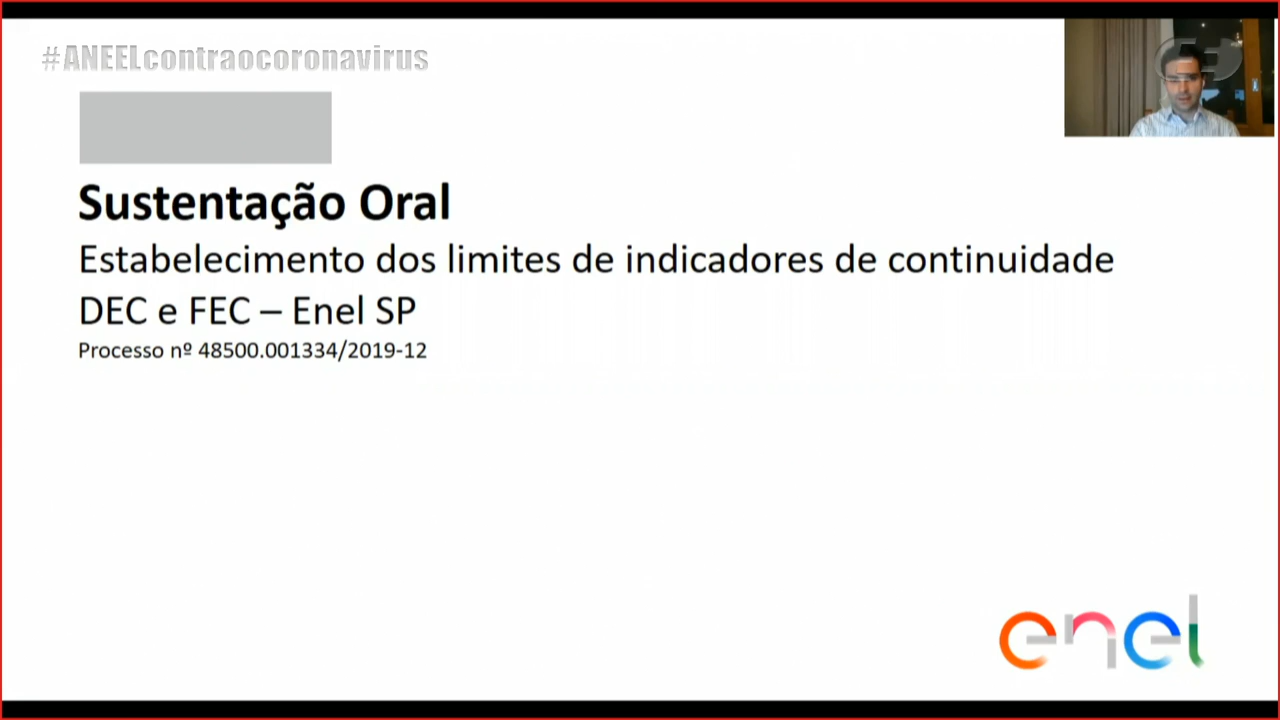 #ANEELcontraocoronavirus
Sustentação Oral
Estabelecimento dos limites de indicadores de continuidade
DEC e FEC – Enel SP
Processo nº 48500.001334/2019-12
enel